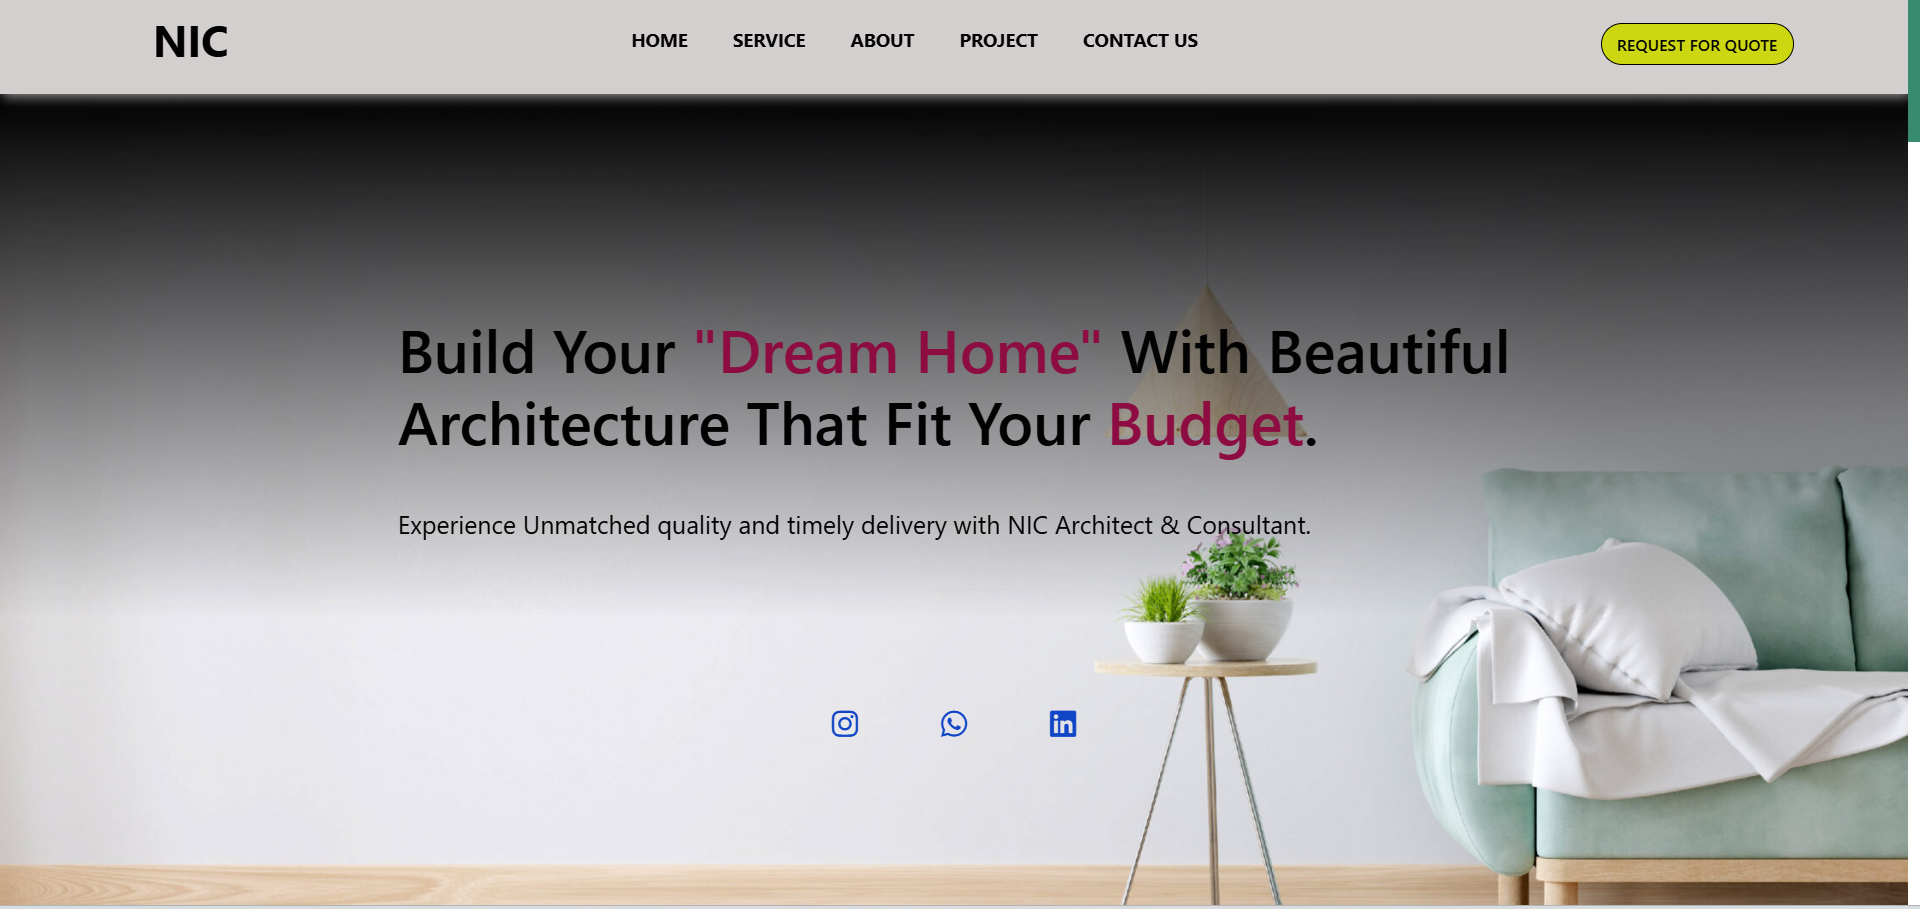 NIC
HOME SERVICE ABOUT PROJECT CONTACT US
REQUEST FOR QUOTE
Build Your "Dream Home" With Beautiful
Architecture That Fit Your Budget.
Experience Unmatched quality and timely delivery with NIC Architect & Consultant.